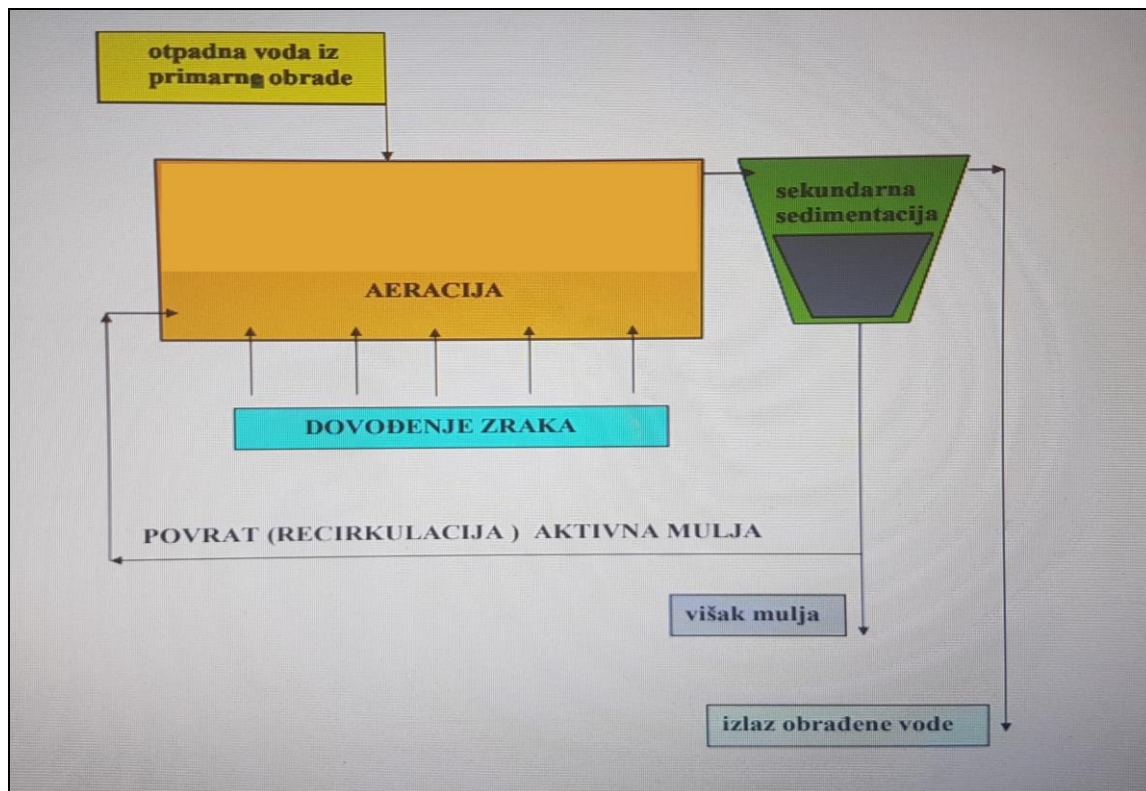 otpadna voda iz
primarne obrade
sekundarna
sedimentacija
AERACIJA
DOVOĐENJE ZRAKA
POVRAT (RECIRKULACIJA ) AKTIVNA MULJA
višak mulja
izlaz obrađene vode